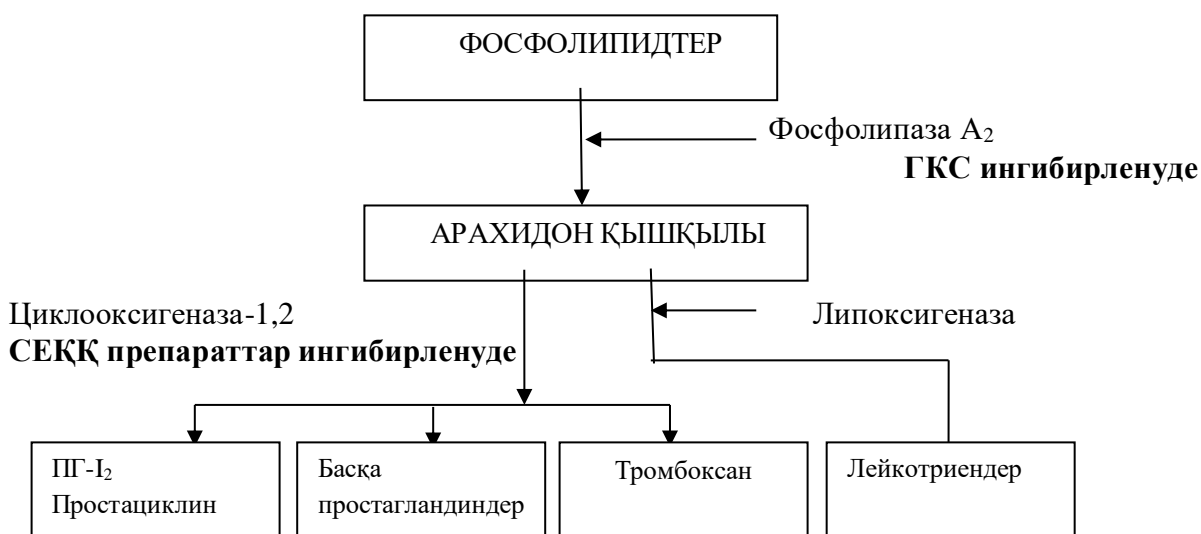 ФОСФОЛИПИДТЕР
Фосфолипаза А₂
ГКС ингибирленуде
АРАХИДОН ҚЫШҚЫЛЫ
Циклооксигеназа-1,2
СЕҚҚ препараттар ингибирленуде
Липоксигеназа
ПГ-I₂
Простациклин
Басқа
простагландиндер
Тромбоксан
Лейкотриендер